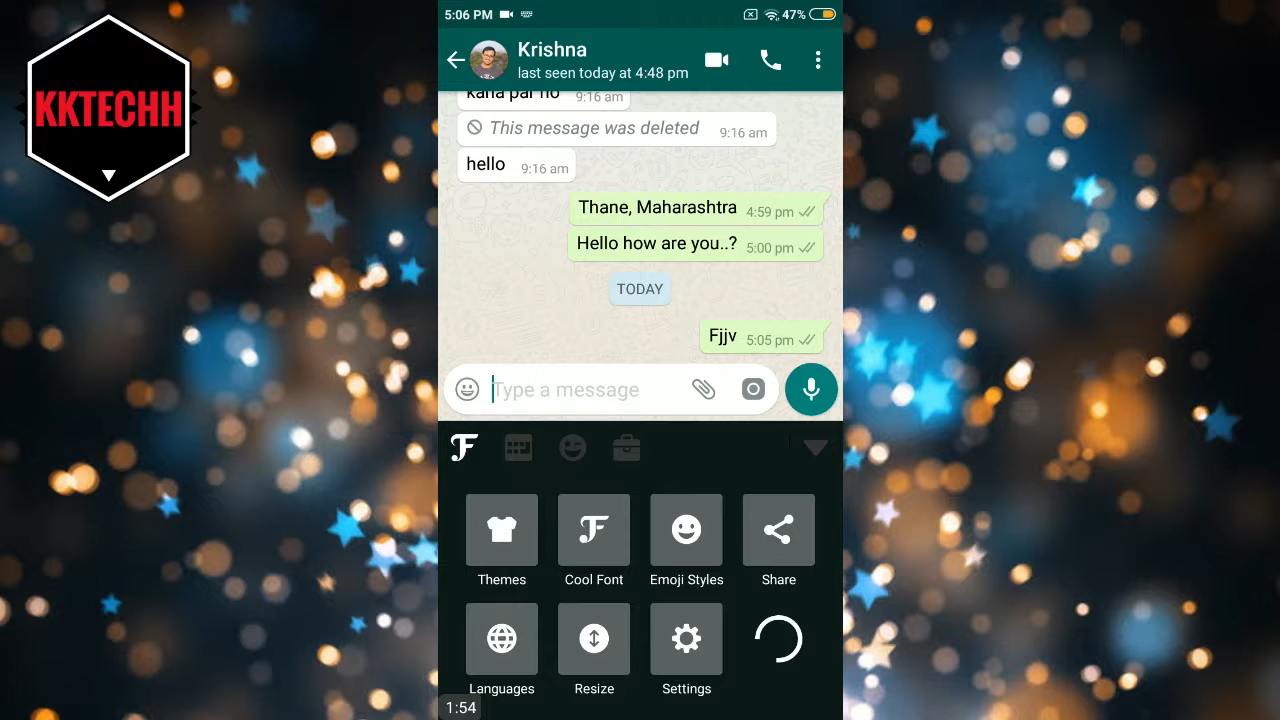 KKTECHH
5:06 PM
47%
Krishna
last seen today at 4:48 pm
kaha par ho 9:16 am
This message was deleted 9:16 am
hello 9:16 am
Thane, Maharashtra 4:59 pm
Hello how are you..? 5:00 pm
TODAY
Fjjv 5:05 pm
Type a message
Themes
Cool Font
Emoji Styles
Share
Languages
Resize
Settings
1:54